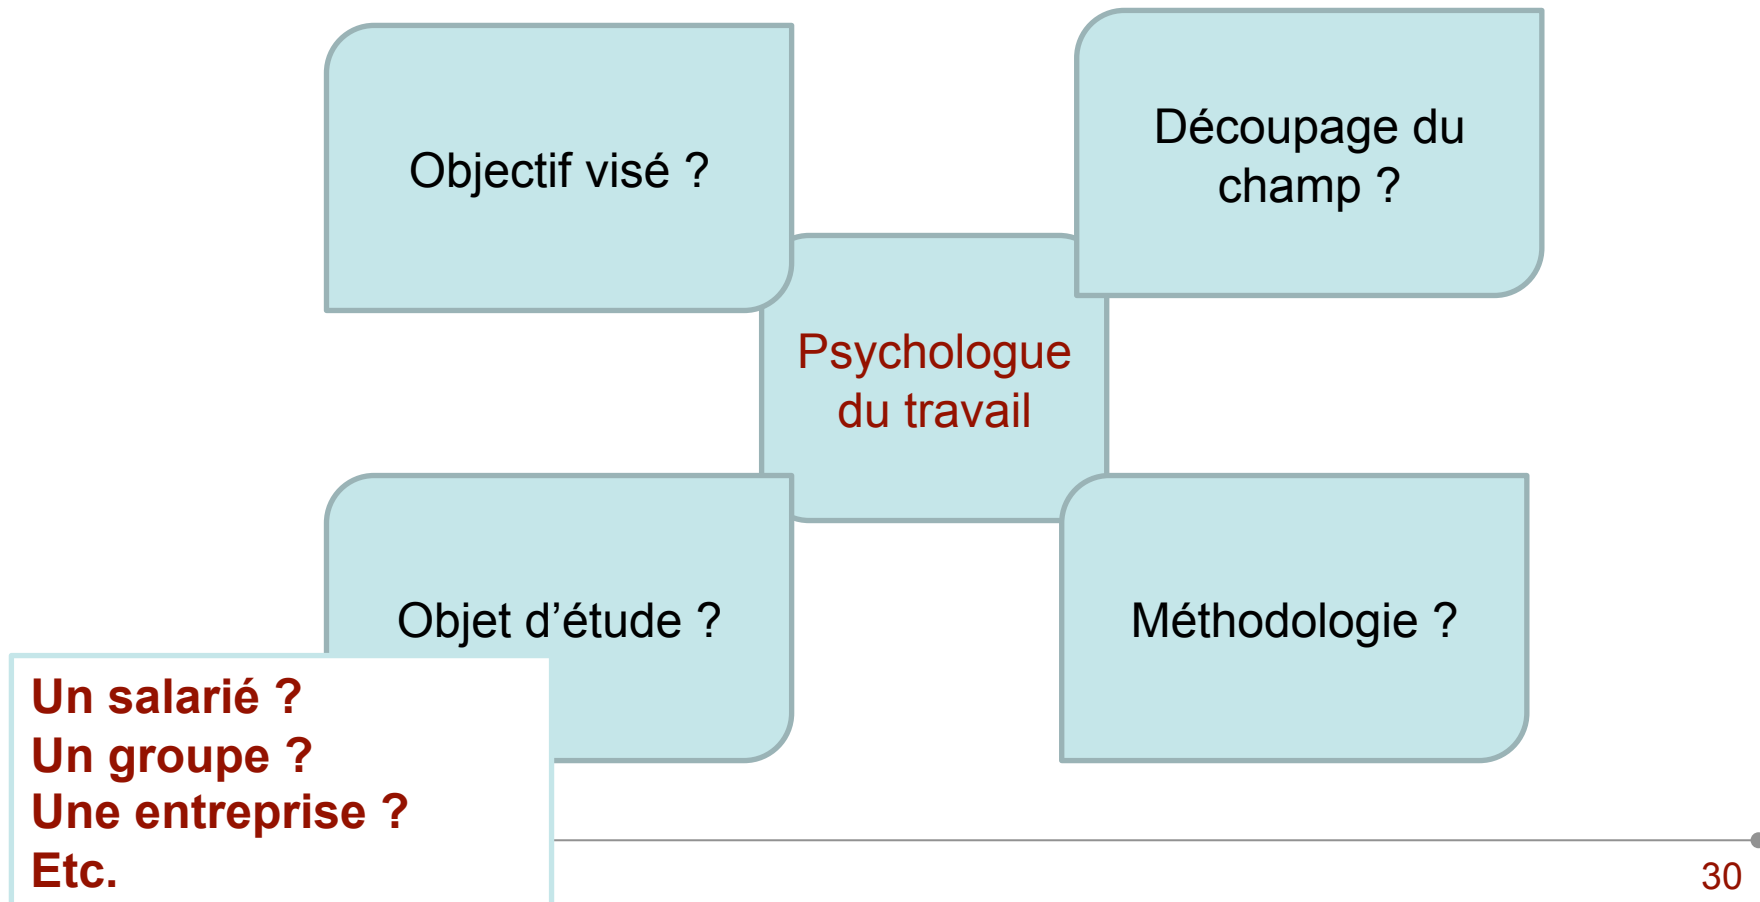 Objectif visé ?
Découpage du
champ ?
Psychologue
du travail
Objet d’étude ?
Méthodologie ?
Un salarié ?
Un groupe ?
Une entreprise ?
Etc.
30